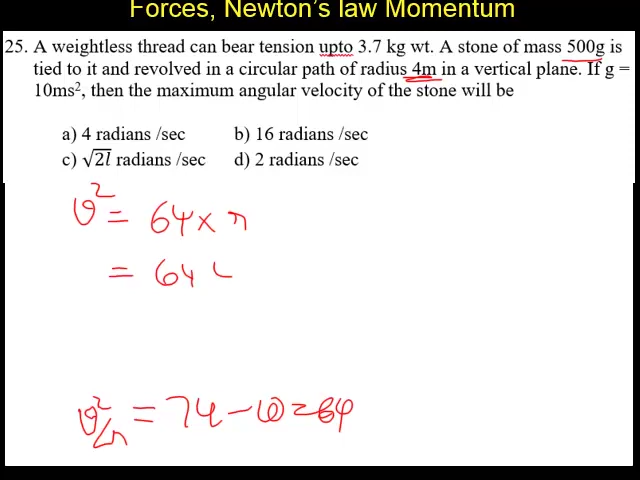 Forces, Newton's law Momentum
25. A weightless thread can bear tension upto 3.7 kg wt. A stone of mass 500g is
tied to it and revolved in a circular path of radius 4m in a vertical plane. If g =
10ms², then the maximum angular velocity of the stone will be
a) 4 radians /sec b) 16 radians /sec
c) √2l radians /sec d) 2 radians /sec
v² = 64 × r
= 64
v²/r = 74 - 10 = 64